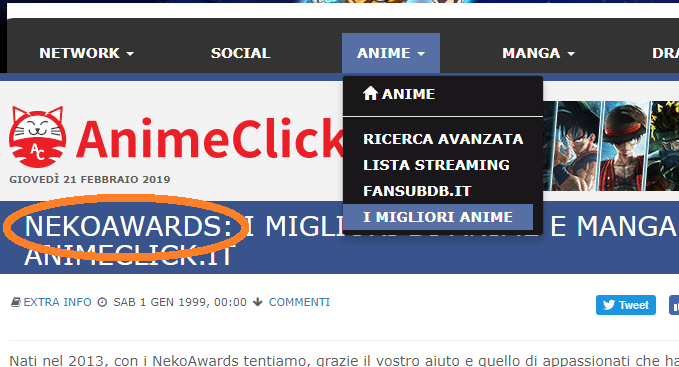 NETWORK SOCIAL ANIME MANGA DRA
ANIME
RICERCA AVANZATA
LISTA STREAMING
FANSUBDB.IT
I MIGLIORI ANIME
AC
AnimeClick
GIOVEDÌ 21 FEBBRAIO 2019
NEKOAWARDS: I MIGLI E MANGA
ANIMECLICK.IT
EXTRA INFO SAB 1 GEN 1999, 00:00 COMMENTI
Tweet
Nati nel 2013, con i NekoAwards tentiamo, grazie il vostro aiuto e quello di appassionati che ha